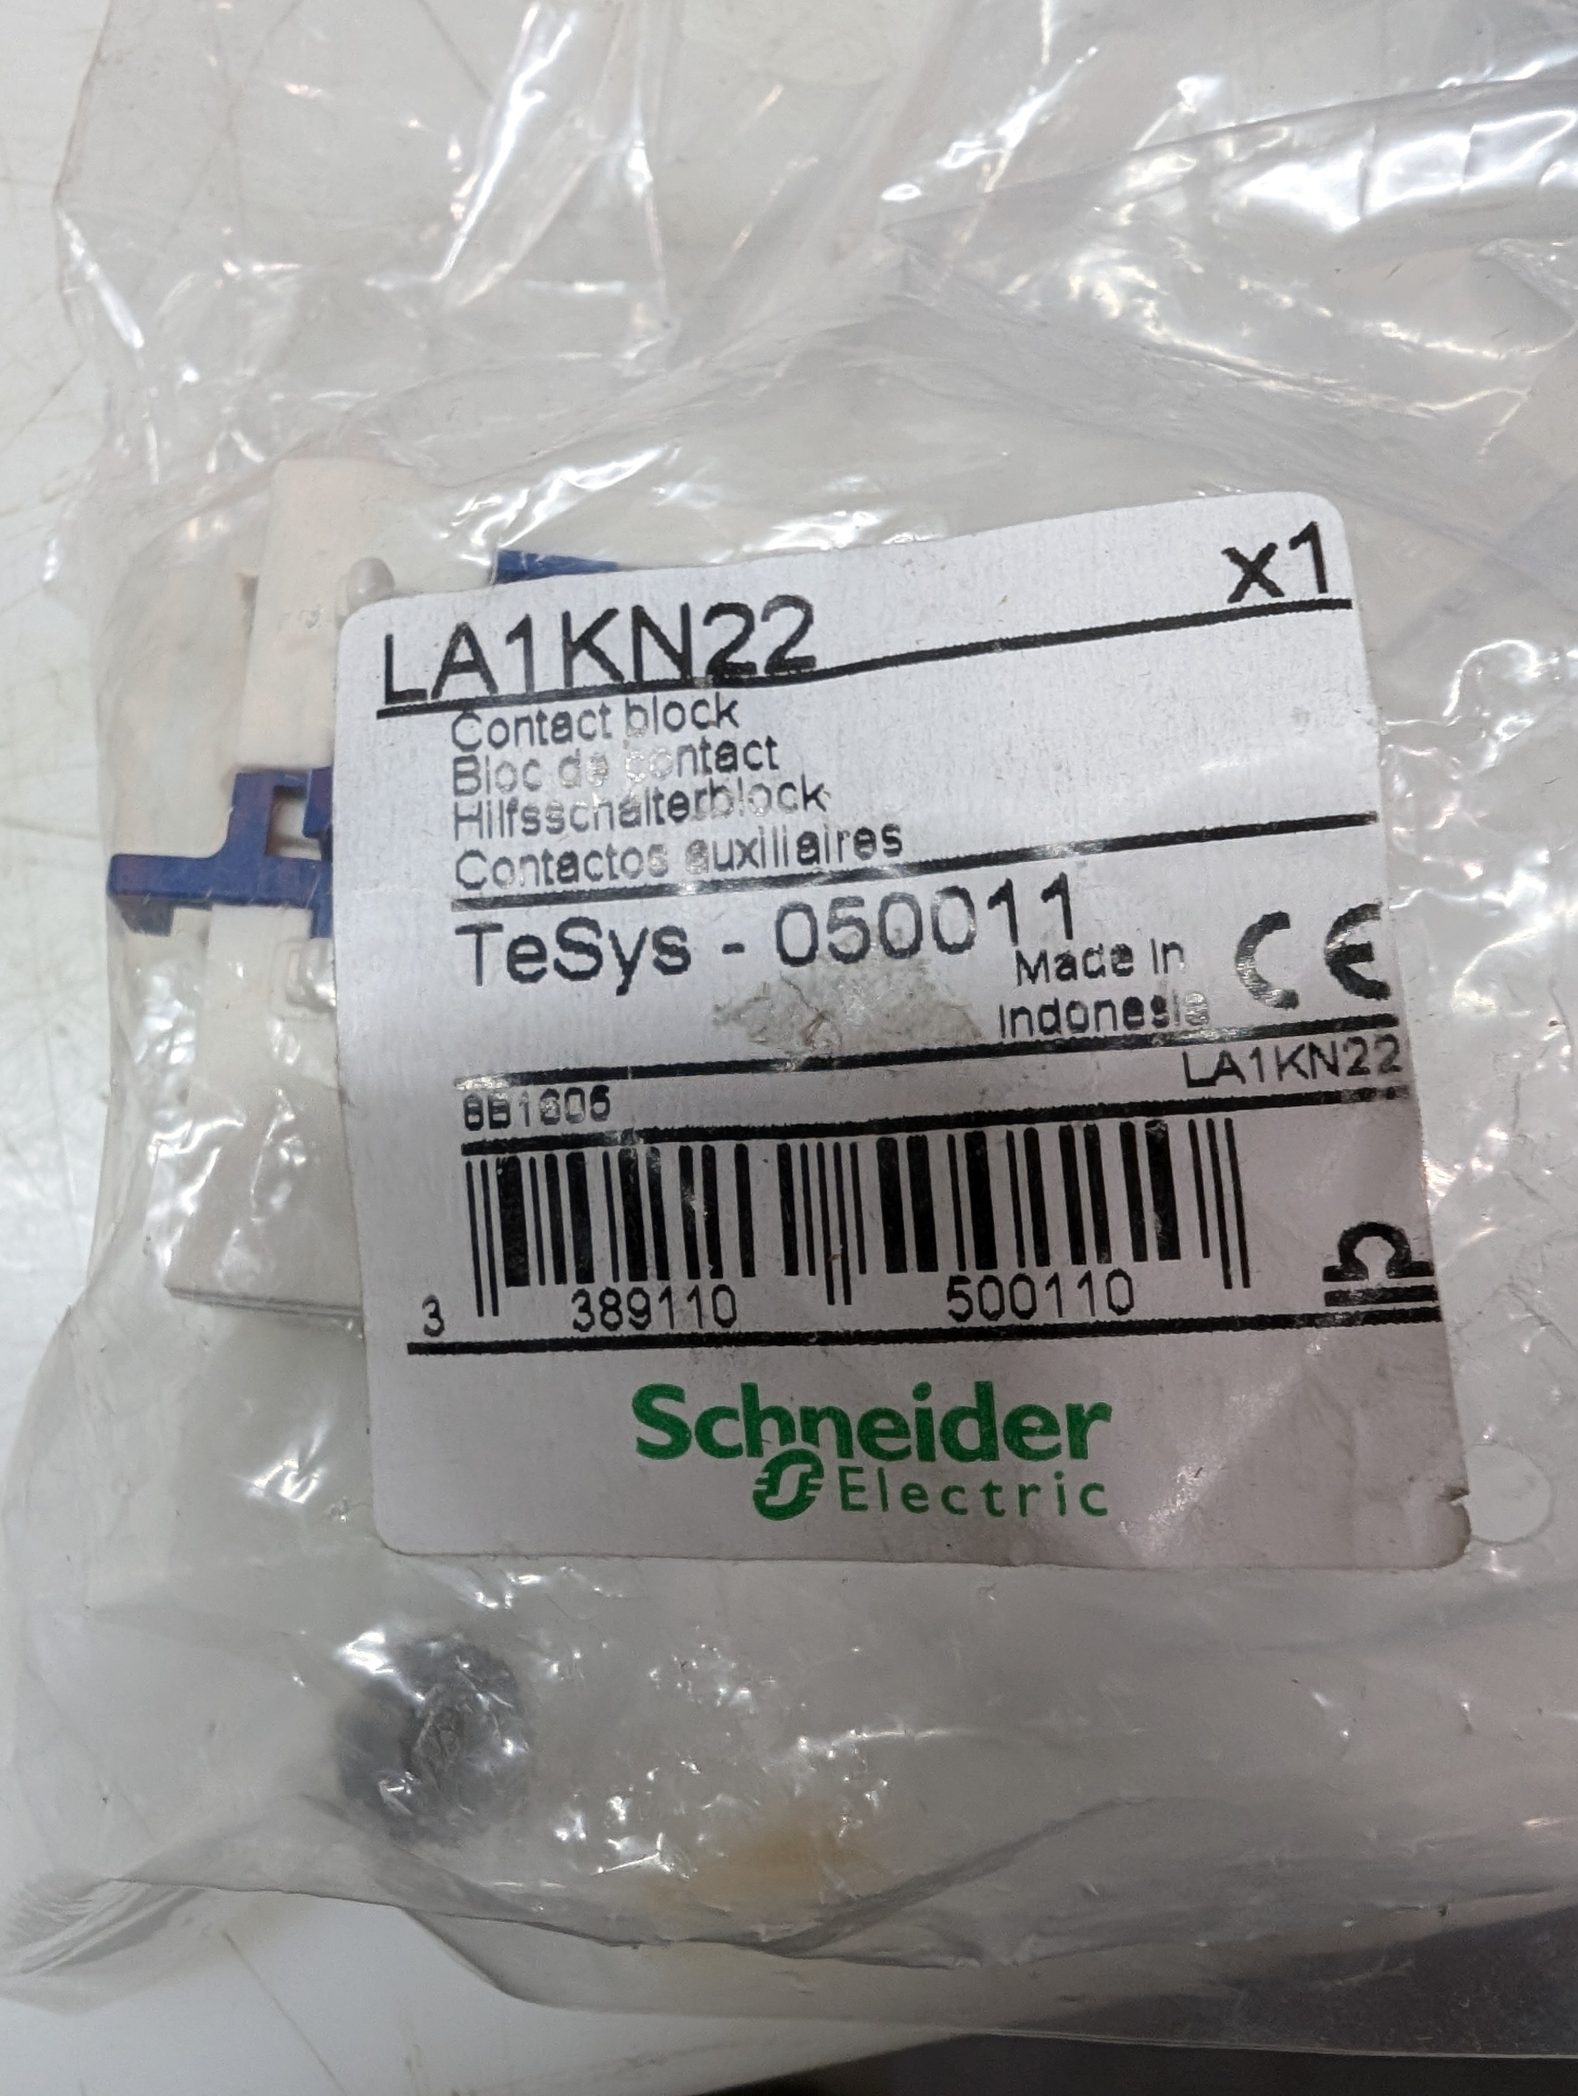 LA1KN22 x1
Contact block
Bloc de contact
Hilfsschalterblock
Contactos auxiliaires
TeSys - 050011
Made in
Indonesia
CE
LA1KN22
3 389110 500110
Schneider
Electric